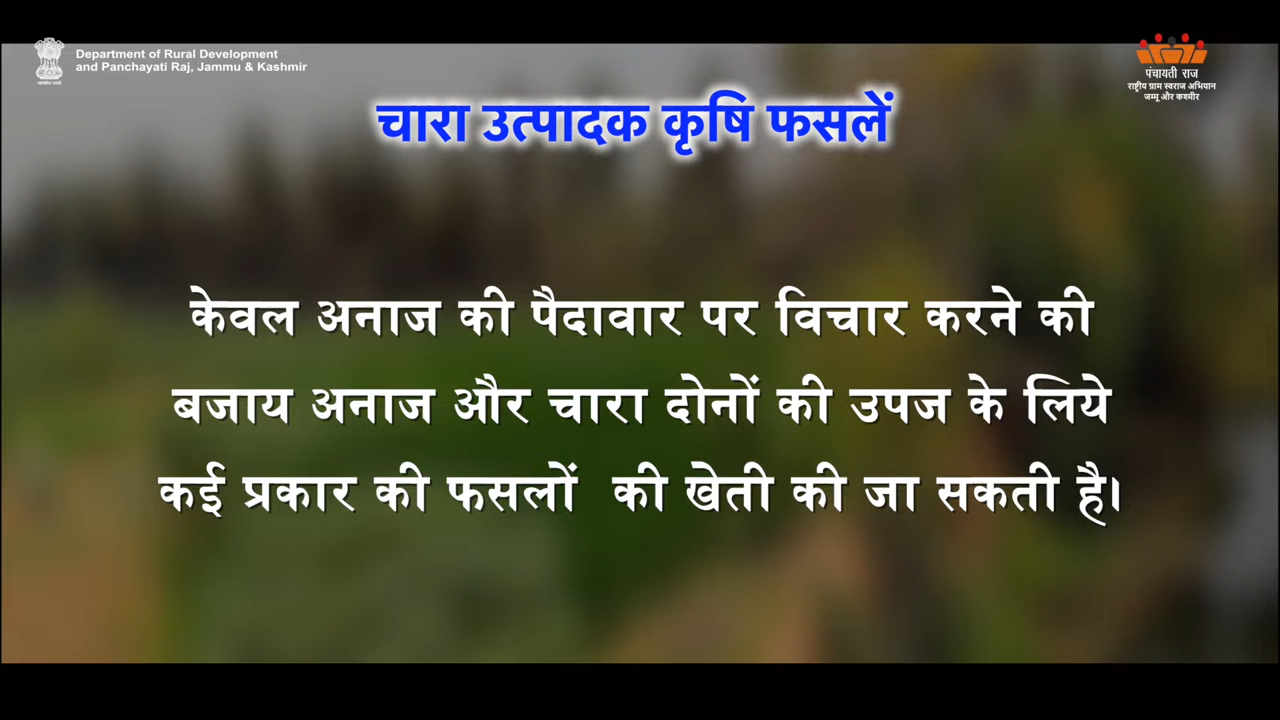 Department of Rural Development
and Panchayati Raj, Jammu & Kashmir
पंचायती राज
राष्ट्रीय ग्राम स्वराज अभियान
जम्मू और कश्मीर
चारा उत्पादक कृषि फसलें
केवल अनाज की पैदावार पर विचार करने की
बजाय अनाज और चारा दोनों की उपज के लिये
कई प्रकार की फसलों की खेती की जा सकती है।